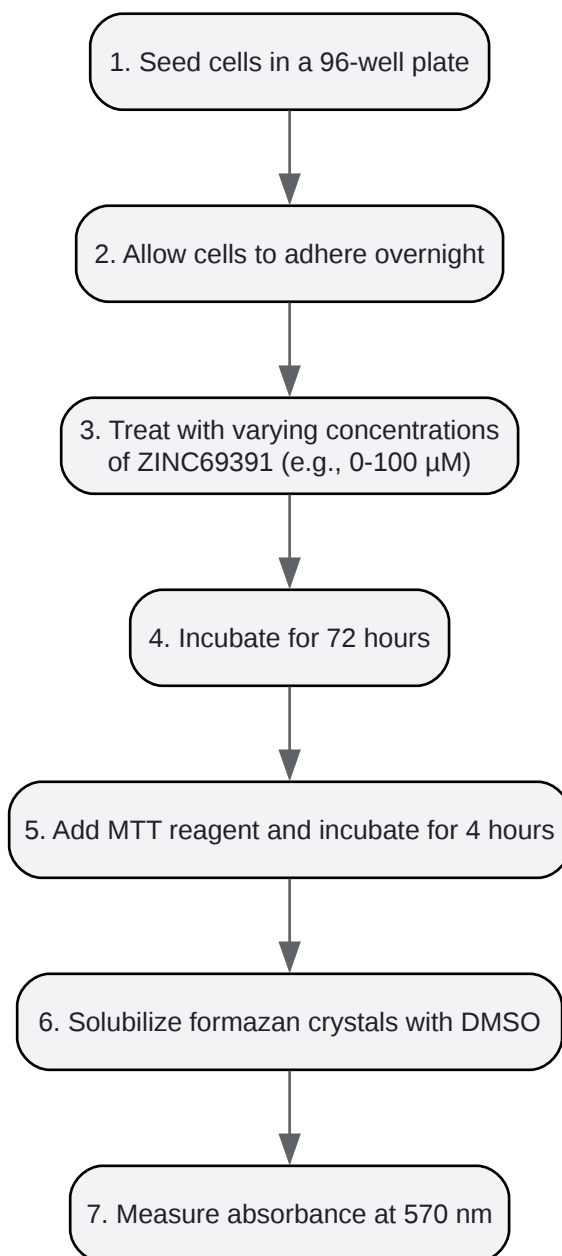 1. Seed cells in a 96-well plate
2. Allow cells to adhere overnight
3. Treat with varying concentrations
of ZINC69391 (e.g., 0-100 µM)
4. Incubate for 72 hours
5. Add MTT reagent and incubate for 4 hours
6. Solubilize formazan crystals with DMSO
7. Measure absorbance at 570 nm